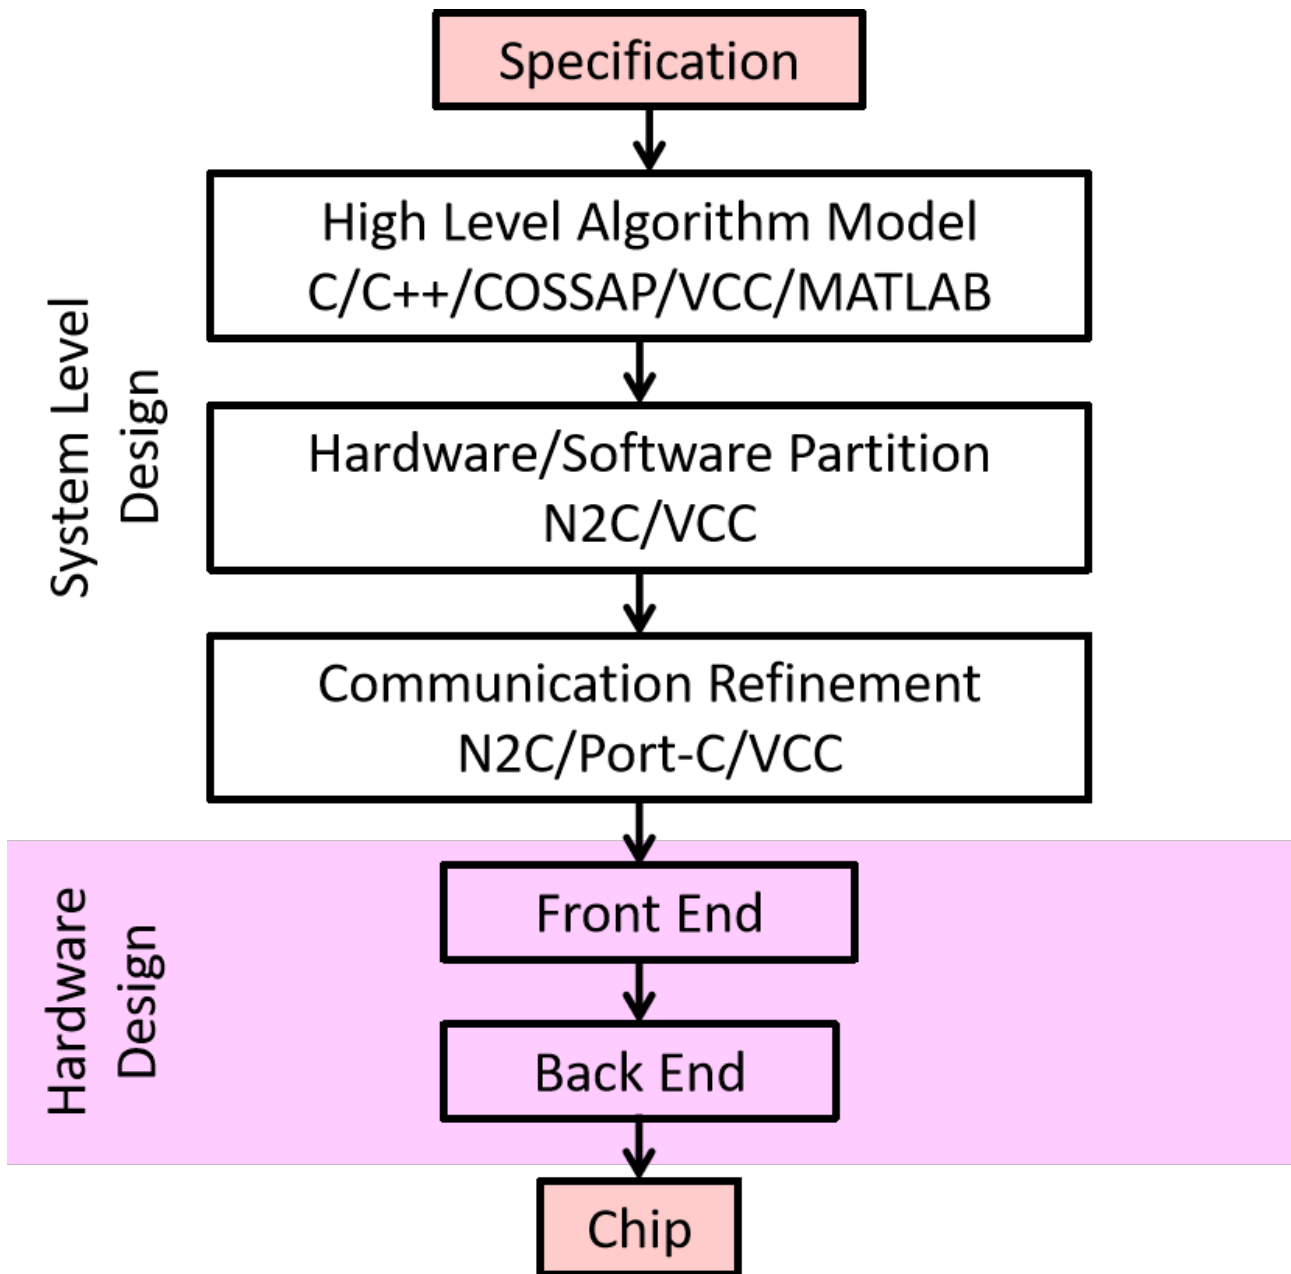 Specification
High Level Algorithm Model
C/C++/COSSAP/VCC/MATLAB
System Level
Design
Hardware/Software Partition
N2C/VCC
Communication Refinement
N2C/Port-C/VCC
Hardware
Design
Front End
Back End
Chip